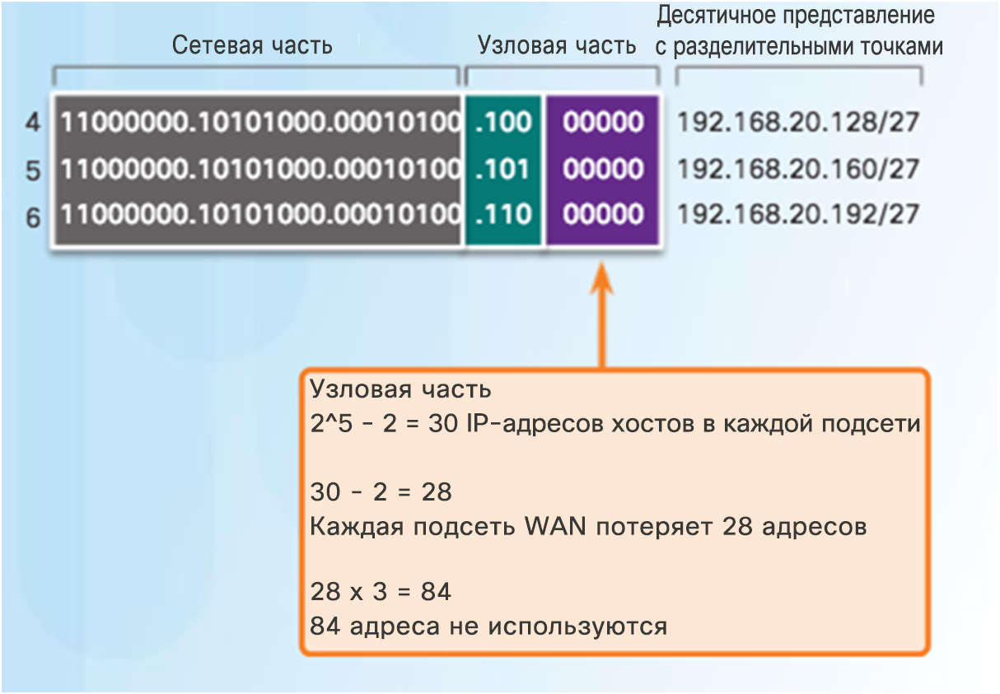 Десятичное представление
Сетевая часть Узловая часть с разделительными точками
4 11000000.10101000.00010100 .100 00000 192.168.20.128/27
5 11000000.10101000.00010100 .101 00000 192.168.20.160/27
6 11000000.10101000.00010100 .110 00000 192.168.20.192/27
Узловая часть
2^5 - 2 = 30 IP-адресов хостов в каждой подсети
30 - 2 = 28
Каждая подсеть WAN потеряет 28 адресов
28 x 3 = 84
84 адреса не используются